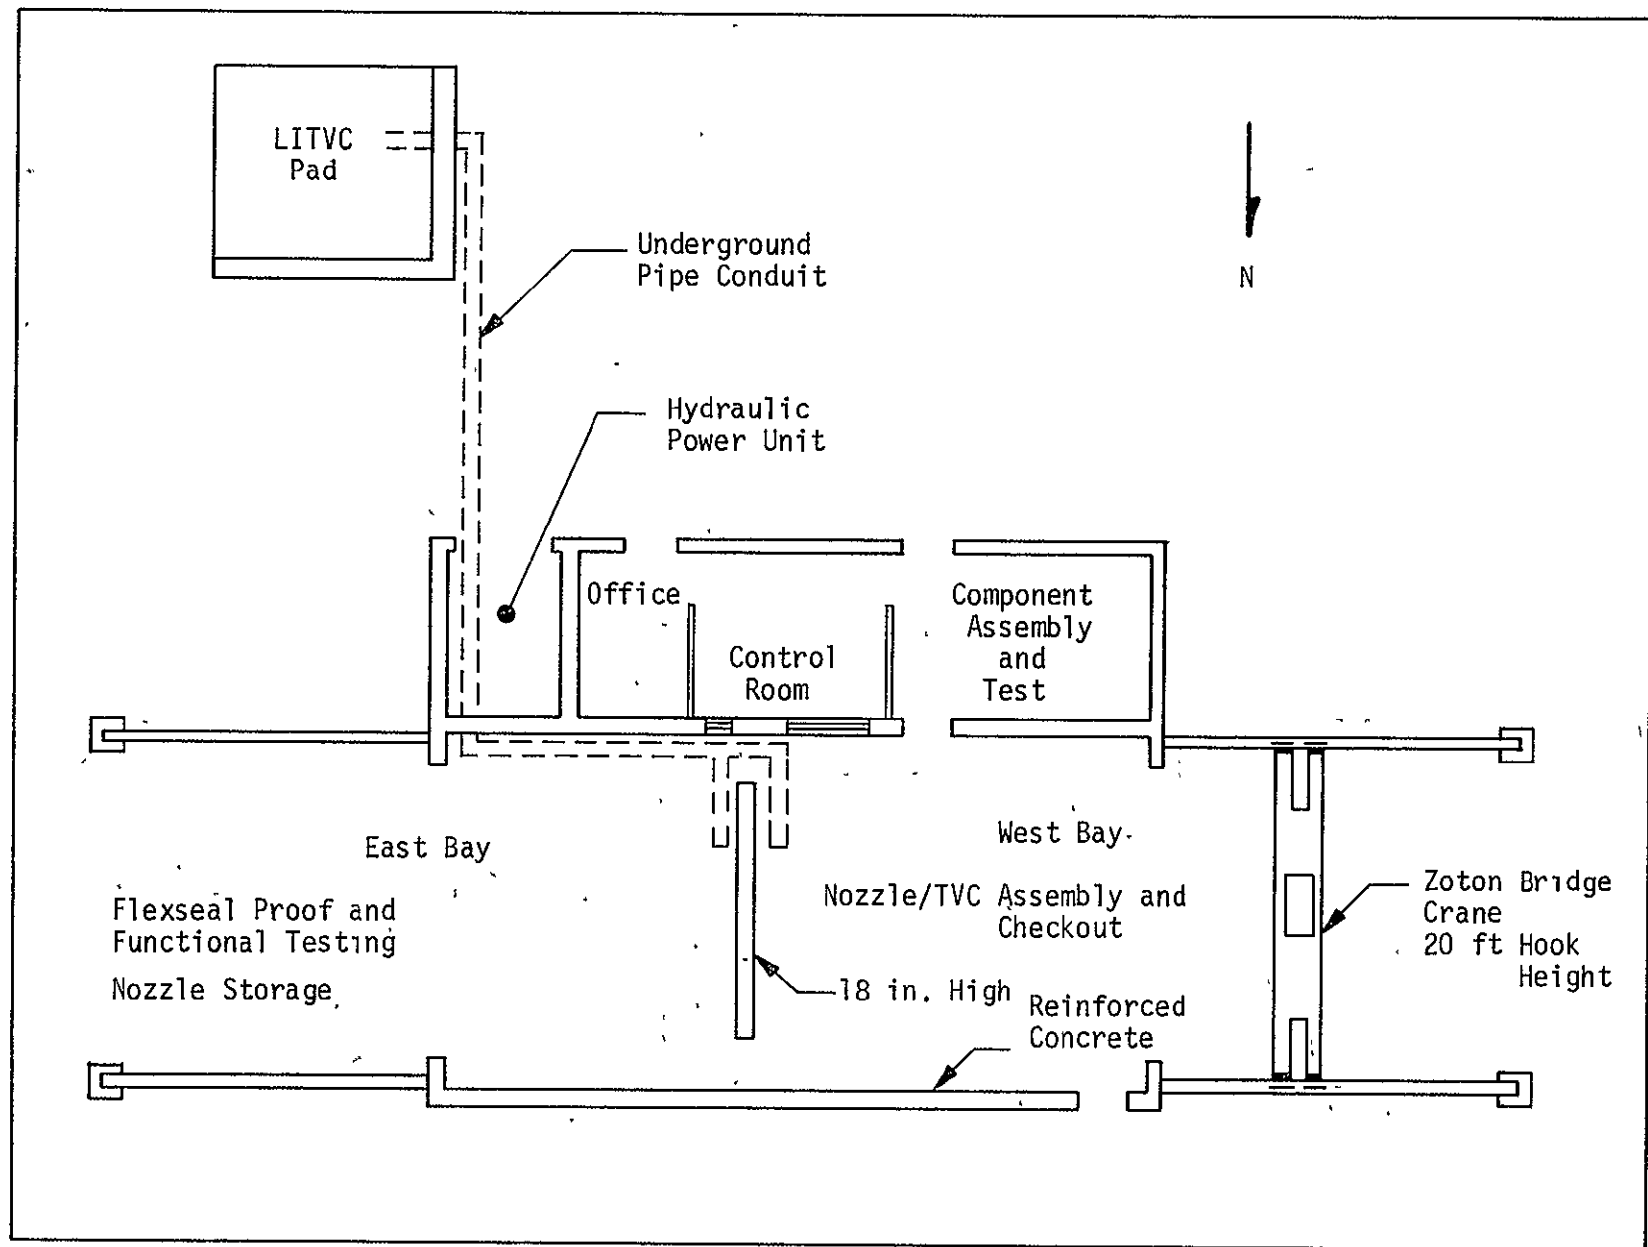 LITVC
Pad
N
Underground
Pipe Conduit
Hydraulic
Power Unit
Office
Control
Room
Component
Assembly
and
Test
East Bay
Flexseal Proof and
Functional Testing
Nozzle Storage
West Bay
Nozzle/TVC Assembly and
Checkout
18 in. High
Reinforced
Concrete
Zoton Bridge
Crane
20 ft Hook
Height